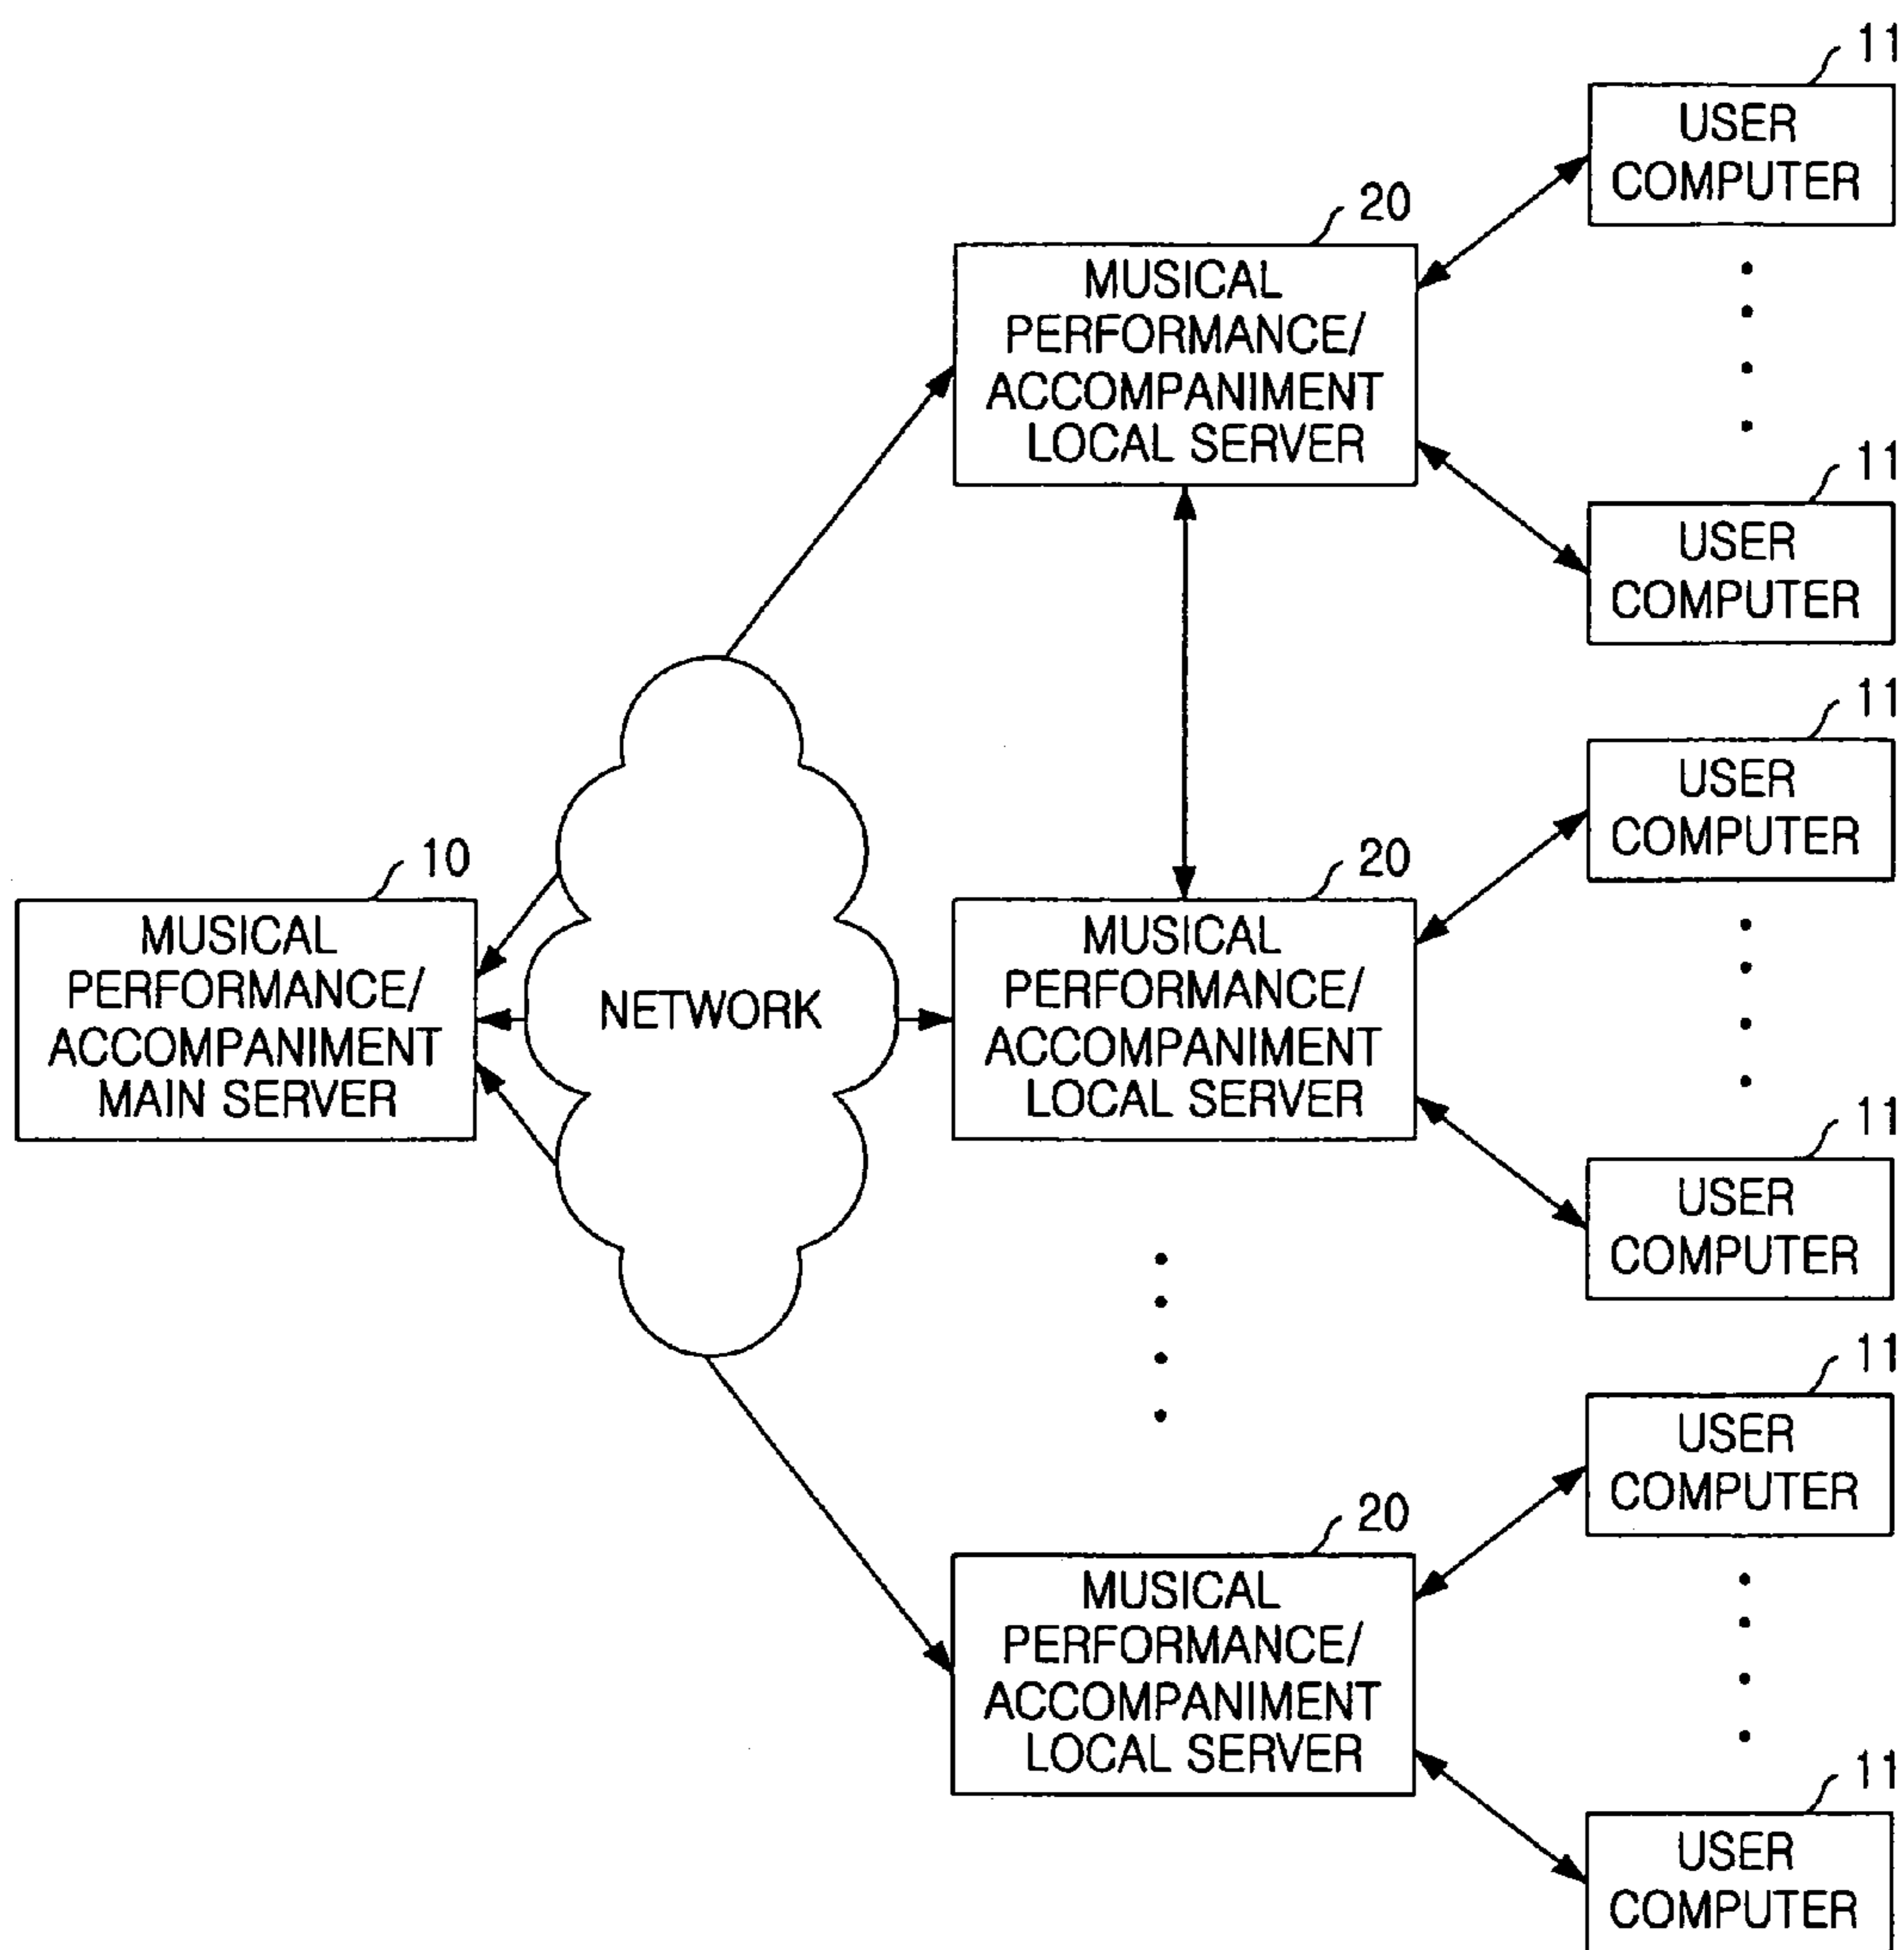 11
USER
COMPUTER
20
MUSICAL
PERFORMANCE/
ACCOMPANIMENT
LOCAL SERVER
11
USER
COMPUTER
11
USER
COMPUTER
10
MUSICAL
PERFORMANCE/
ACCOMPANIMENT
MAIN SERVER
NETWORK
20
MUSICAL
PERFORMANCE/
ACCOMPANIMENT
LOCAL SERVER
11
USER
COMPUTER
11
USER
COMPUTER
20
MUSICAL
PERFORMANCE/
ACCOMPANIMENT
LOCAL SERVER
11
USER
COMPUTER